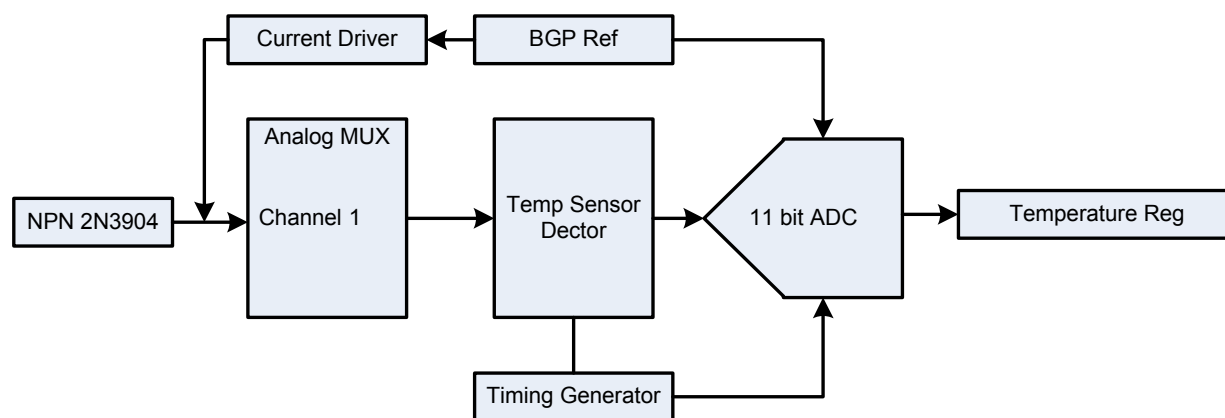 Current Driver
BGP Ref
Analog MUX
NPN 2N3904
Channel 1
Temp Sensor
Dector
11 bit ADC
Temperature Reg
Timing Generator